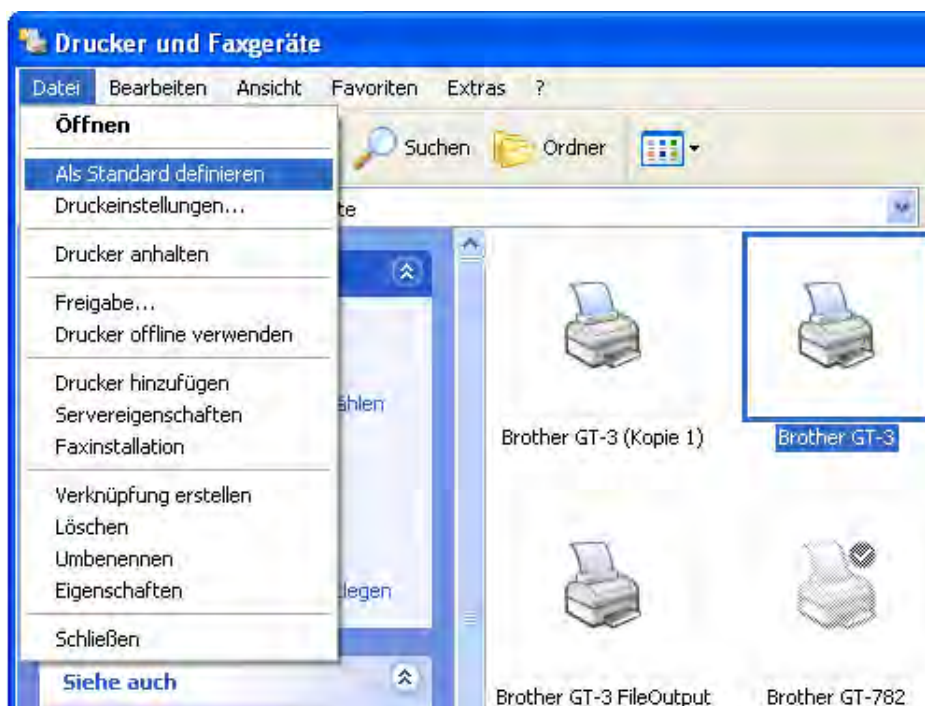 Drucker und Faxgeräte
Datei Bearbeiten Ansicht Favoriten Extras ?
Öffnen
Als Standard definieren
Druckeinstellungen...
Drucker anhalten
Freigabe...
Drucker offline verwenden
Drucker hinzufügen
Servereigenschaften
Faxinstallation
Verknüpfung erstellen
Löschen
Umbenennen
Eigenschaften
Schließen
Suchen Ordner
te
ählen
legen
Siehe auch
Brother GT-3 (Kopie 1) Brother GT-3
Brother GT-3 FileOutput Brother GT-782